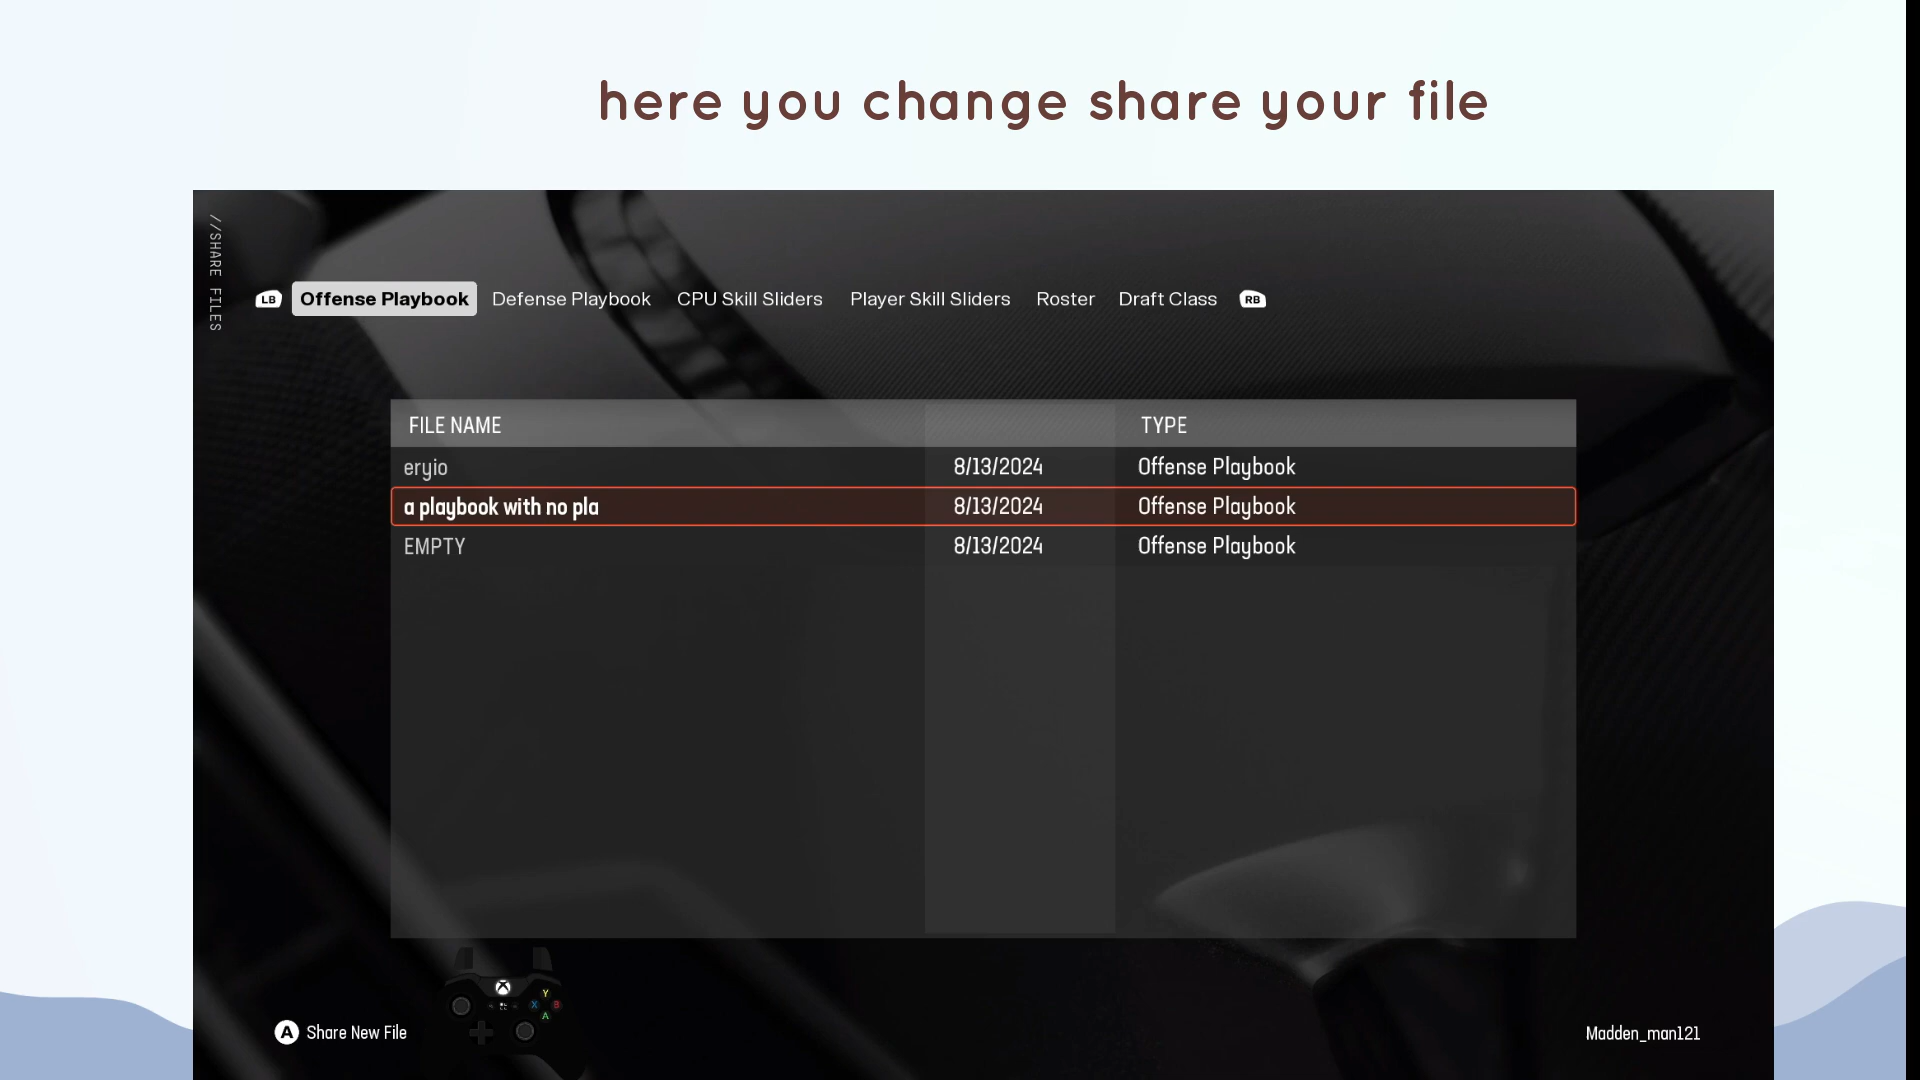 here you change share your file
//SHARE FILES
LB Offense Playbook Defense Playbook CPU Skill Sliders Player Skill Sliders Roster Draft Class RB
FILE NAME TYPE
eryio 8/13/2024 Offense Playbook
a playbook with no pla 8/13/2024 Offense Playbook
EMPTY 8/13/2024 Offense Playbook
Y
X B
A
A Share New File
Madden_man121